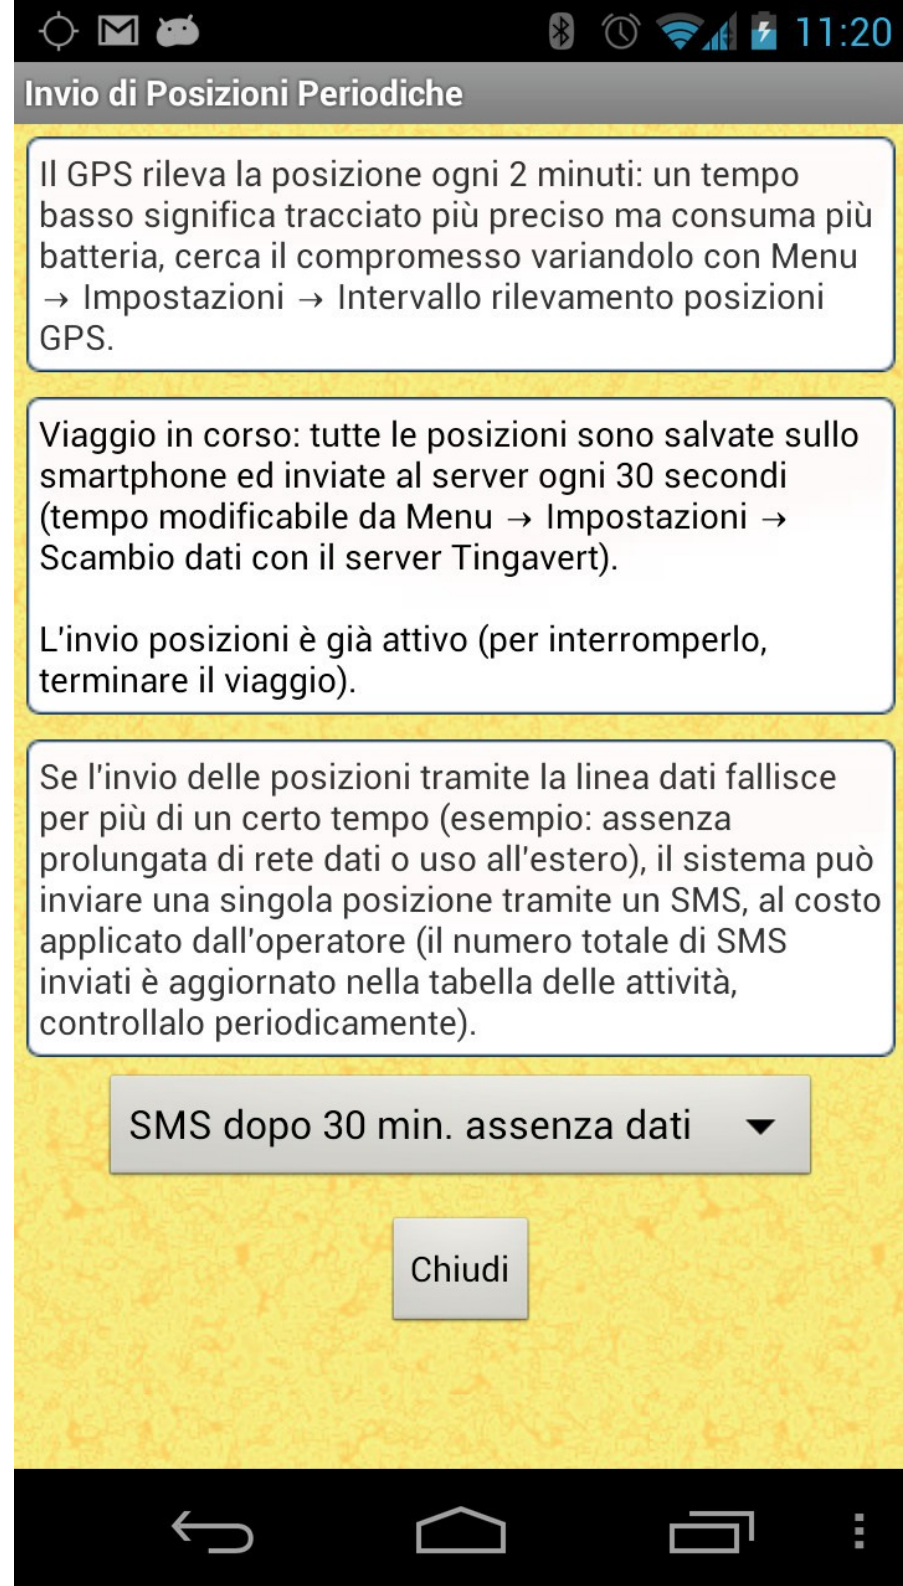 11:20
Invio di Posizioni Periodiche
Il GPS rileva la posizione ogni 2 minuti: un tempo
basso significa tracciato più preciso ma consuma più
batteria, cerca il compromesso variandolo con Menu
→ Impostazioni → Intervallo rilevamento posizioni
GPS.
Viaggio in corso: tutte le posizioni sono salvate sullo
smartphone ed inviate al server ogni 30 secondi
(tempo modificabile da Menu → Impostazioni →
Scambio dati con il server Tingavert).
L'invio posizioni è già attivo (per interromperlo,
terminare il viaggio).
Se l'invio delle posizioni tramite la linea dati fallisce
per più di un certo tempo (esempio: assenza
prolungata di rete dati o uso all'estero), il sistema può
inviare una singola posizione tramite un SMS, al costo
applicato dall'operatore (il numero totale di SMS
inviati è aggiornato nella tabella delle attività,
controllalo periodicamente).
SMS dopo 30 min. assenza dati
Chiudi